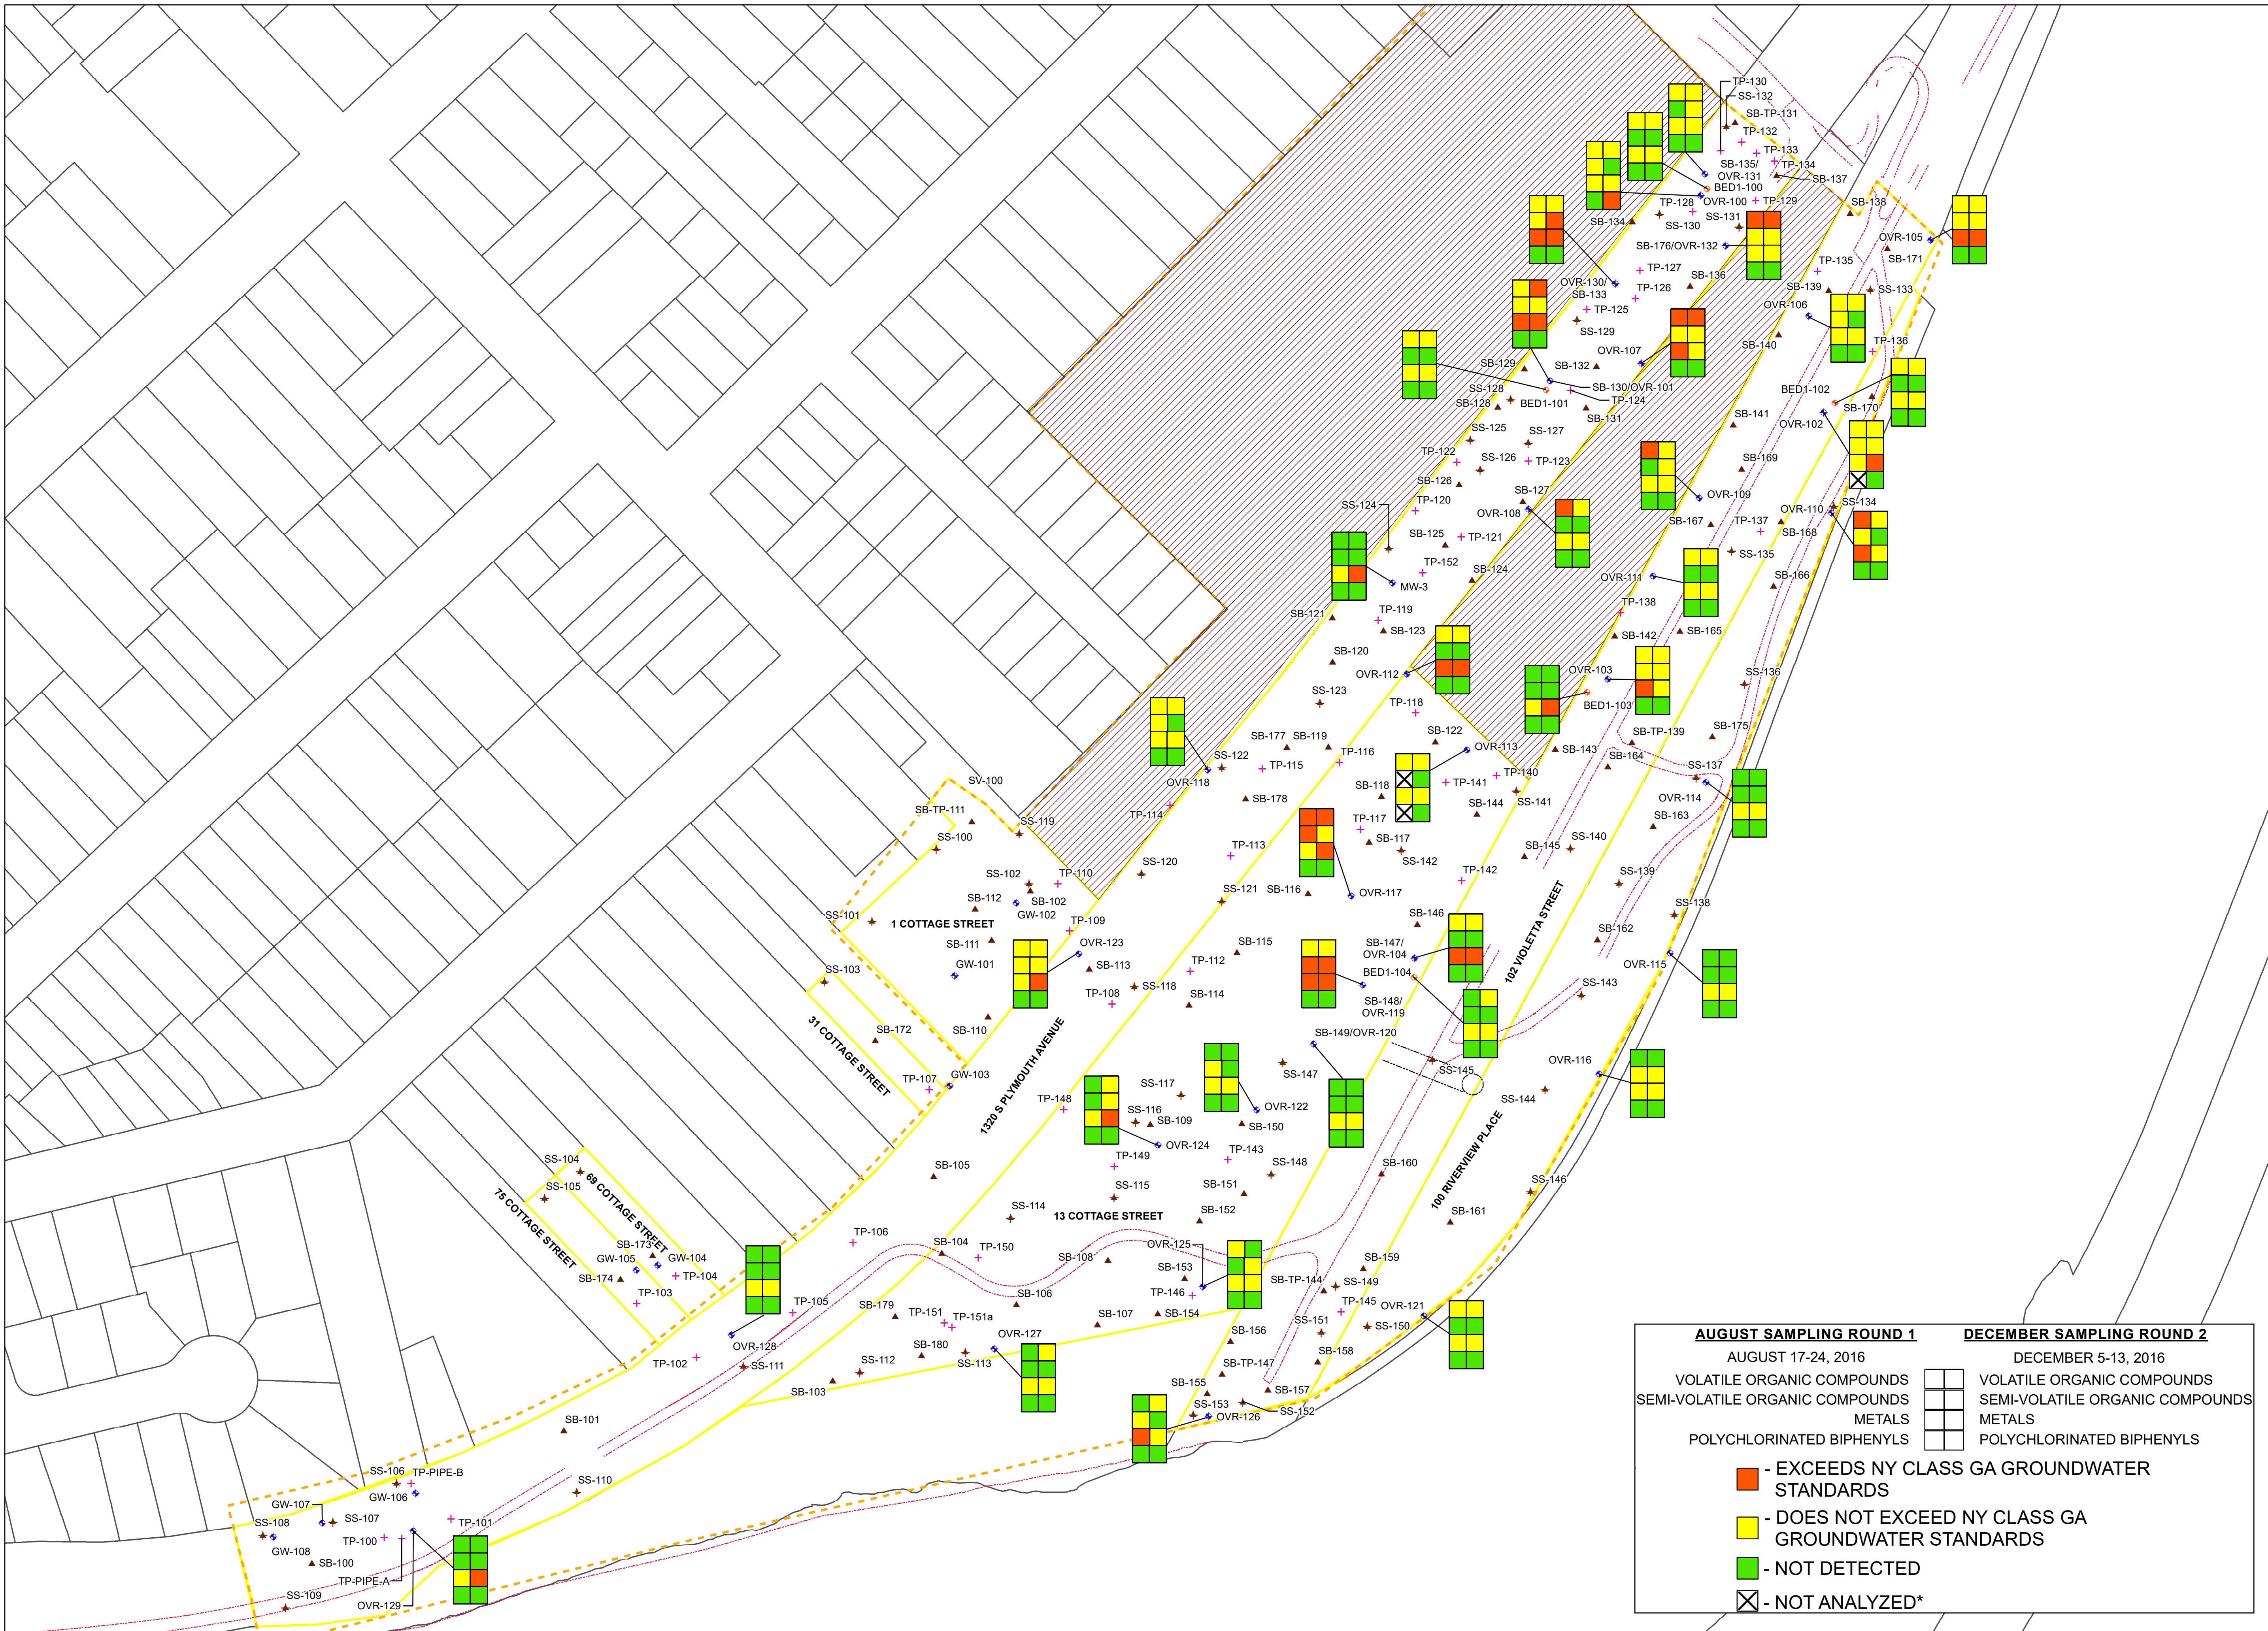 TP-130
SS-132
SB-TP-131
TP-132
TP-133
TP-134
SB-135/
OVR-131
SB-137
BED1-100
TP-128
OVR-100
TP-129
SB-134
SS-130
SS-131
SB-138
SB-176/OVR-132
OVR-105
SB-171
TP-127
SB-136
TP-135
OVR-130/
SB-133
TP-126
SB-139
SS-133
TP-125
OVR-106
SS-129
OVR-107
SB-140
TP-136
SB-129
SB-132
SS-128
SB-130/OVR-101
BED1-102
SB-128
BED1-101
TP-124
SB-170
SB-131
SB-141
OVR-102
SS-125
SS-127
TP-122
SS-126
TP-123
SB-169
SB-126
SB-127
OVR-109
TP-120
SS-124
OVR-108
SS-134
OVR-110
SB-167
TP-137
SB-168
SB-125
TP-121
SS-135
TP-152
SB-124
MW-3
OVR-111
SB-166
SB-121
TP-119
TP-138
SB-123
SB-142
SB-165
SB-120
OVR-112
OVR-103
SS-136
SS-123
BED1-103
TP-118
SB-177
SB-119
SB-122
SB-TP-139
SB-175
SS-122
TP-116
OVR-113
SB-143
SB-164
TP-115
SS-137
OVR-118
SV-100
SB-118
TP-141
TP-140
OVR-114
SB-178
SB-144
SS-141
SB-TP-111
SS-119
TP-114
TP-117
SB-163
SS-100
SB-117
SS-140
SS-142
SB-145
TP-113
SS-120
SS-102
TP-110
TP-142
SS-139
SB-112
SB-102
SS-121
SB-116
OVR-117
SS-101
GW-102
SS-138
1 COTTAGE STREET
TP-109
SB-146
102 VIOLETTA STREET
SB-111
OVR-123
SB-115
SB-147/
OVR-104
SB-162
GW-101
SB-113
TP-112
BED1-104
OVR-115
SS-103
SS-118
SS-143
TP-108
SB-114
SB-148/
OVR-119
SB-110
31 COTTAGE STREET
SB-172
1320 S PLYMOUTH AVENUE
SB-149/OVR-120
OVR-116
TP-107
GW-103
SS-147
SS-145
SS-117
SS-144
TP-148
SS-116
SB-109
OVR-122
SB-150
100 RIVERVIEW PLACE
OVR-124
TP-149
TP-143
SS-104
SS-105
69 COTTAGE STREET
75 COTTAGE STREET
SB-105
SS-148
SB-160
SS-115
SB-151
SS-146
SS-114
13 COTTAGE STREET
SB-152
SB-161
TP-106
SB-104
TP-150
SB-108
OVR-125
SB-173
GW-104
GW-105
SB-174
TP-104
TP-103
SB-153
SB-TP-144
SB-159
SS-149
TP-146
TP-105
SB-179
TP-151
TP-151a
SB-106
SB-107
SB-154
TP-145
OVR-121
OVR-128
OVR-127
SB-156
SS-151
SS-150
TP-102
SS-111
SS-112
SB-180
SS-113
SB-TP-147
SB-158
SB-103
SB-155
SB-157
SS-153
SS-152
OVR-126
SB-101
SS-106
TP-PIPE-B
GW-106
SS-110
GW-107
SS-108
SS-107
TP-101
TP-100
GW-108
SB-100
TP-PIPE-A
SS-109
OVR-129
AUGUST SAMPLING ROUND 1 DECEMBER SAMPLING ROUND 2
AUGUST 17-24, 2016 DECEMBER 5-13, 2016
VOLATILE ORGANIC COMPOUNDS VOLATILE ORGANIC COMPOUNDS
SEMI-VOLATILE ORGANIC COMPOUNDS SEMI-VOLATILE ORGANIC COMPOUNDS
METALS METALS
POLYCHLORINATED BIPHENYLS POLYCHLORINATED BIPHENYLS
- EXCEEDS NY CLASS GA GROUNDWATER
STANDARDS
- DOES NOT EXCEED NY CLASS GA
GROUNDWATER STANDARDS
- NOT DETECTED
- NOT ANALYZED*